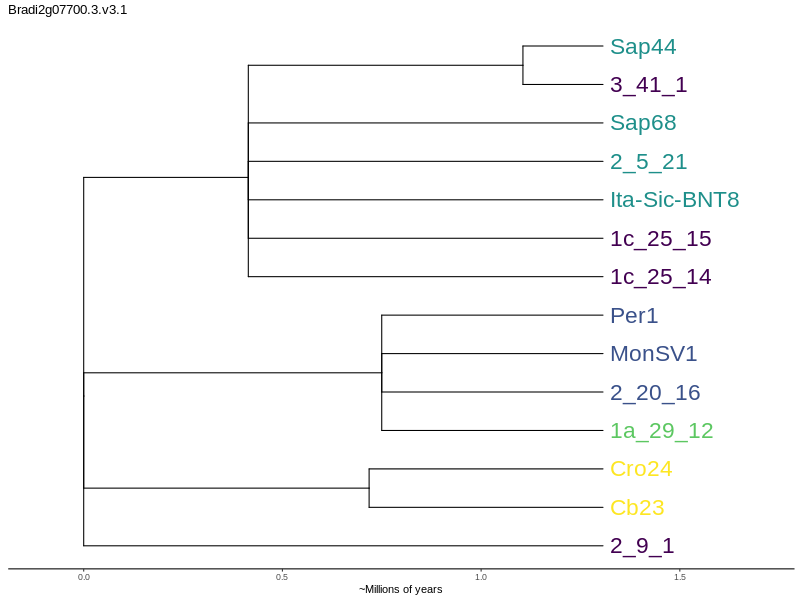 Bradi2g07700.3.v3.1
Sap44
3_41_1
Sap68
2_5_21
Ita-Sic-BNT8
1c_25_15
1c_25_14
Per1
MonSV1
2_20_16
1a_29_12
Cro24
Cb23
2_9_1
0.0 0.5 1.0 1.5
~Millions of years